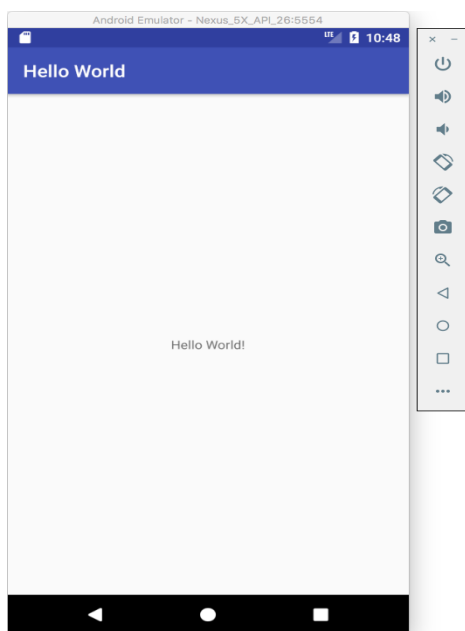 Android Emulator - Nexus_5X_API_26:5554
LTE 10:48
Hello World
Hello World!